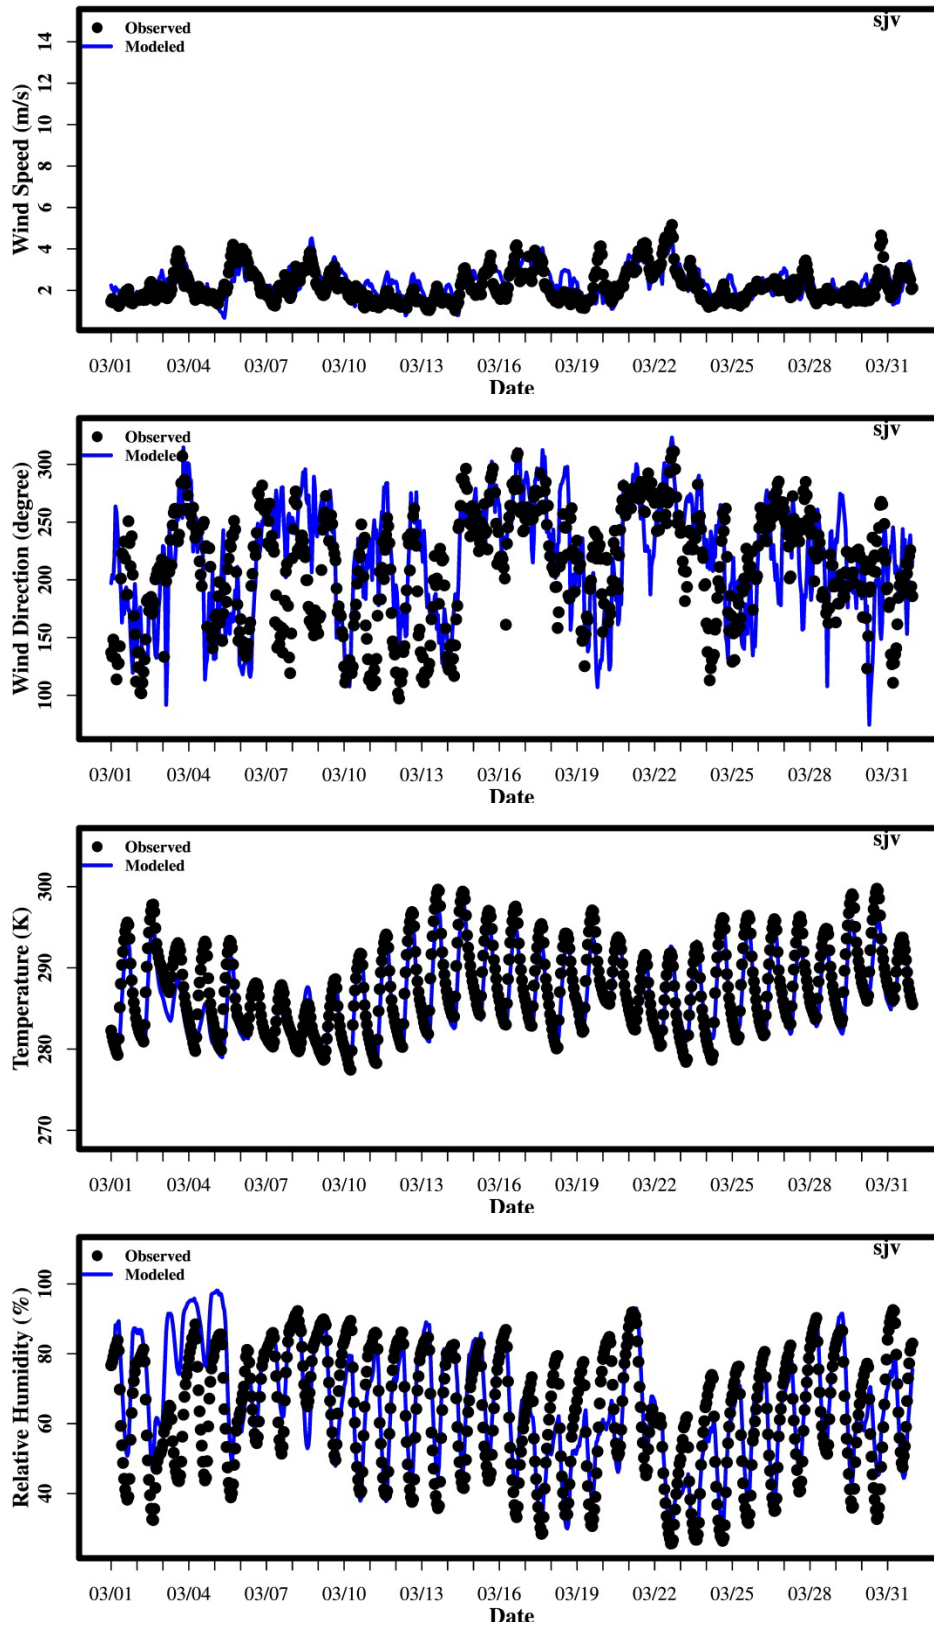 sjv
Observed
Modeled
Wind Speed (m/s)
14
12
10
8
6
4
2
03/01 03/04 03/07 03/10 03/13 03/16 03/19 03/22 03/25 03/28 03/31
Date
sjv
Observed
Modeled
Wind Direction (degree)
300
250
200
150
100
03/01 03/04 03/07 03/10 03/13 03/16 03/19 03/22 03/25 03/28 03/31
Date
sjv
Observed
Modeled
Temperature (K)
300
290
280
270
03/01 03/04 03/07 03/10 03/13 03/16 03/19 03/22 03/25 03/28 03/31
Date
sjv
Observed
Modeled
Relative Humidity (%)
100
80
60
40
03/01 03/04 03/07 03/10 03/13 03/16 03/19 03/22 03/25 03/28 03/31
Date